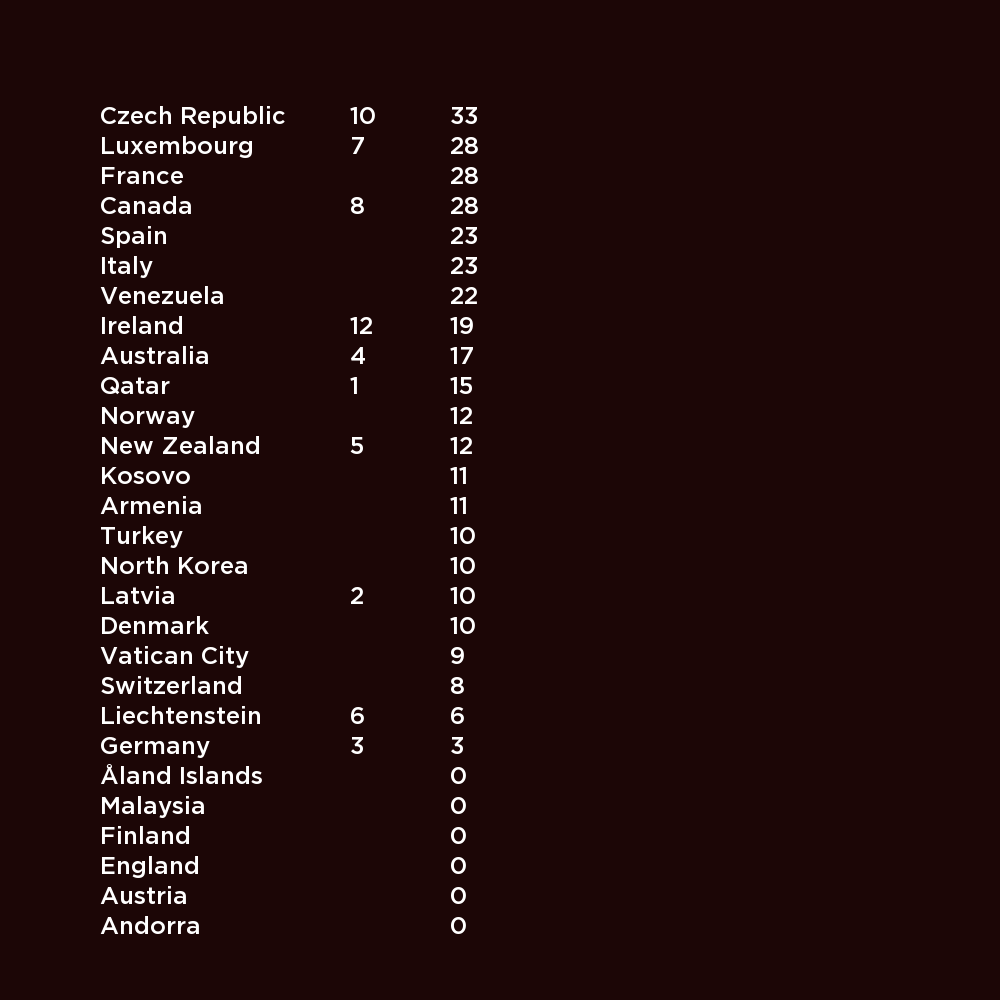 Czech Republic 10 33
Luxembourg 7 28
France 28
Canada 8 28
Spain 23
Italy 23
Venezuela 22
Ireland 12 19
Australia 4 17
Qatar 1 15
Norway 12
New Zealand 5 12
Kosovo 11
Armenia 11
Turkey 10
North Korea 10
Latvia 2 10
Denmark 10
Vatican City 9
Switzerland 8
Liechtenstein 6 6
Germany 3 3
Åland Islands 0
Malaysia 0
Finland 0
England 0
Austria 0
Andorra 0